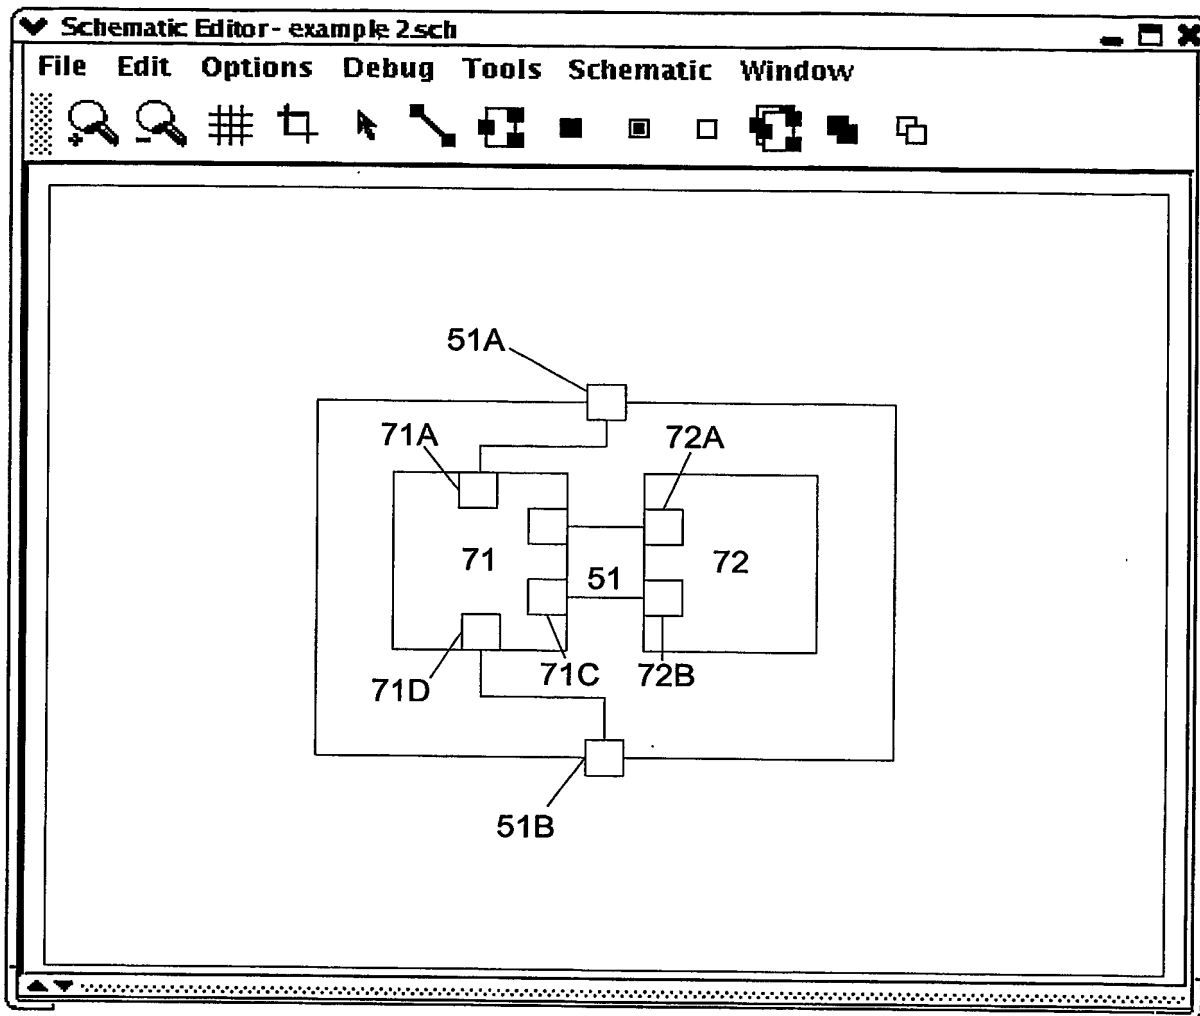 Schematic Editor - example 2.sch
File Edit Options Debug Tools Schematic Window
51A
71A 72A
71 51 72
71D 71C 72B
51B